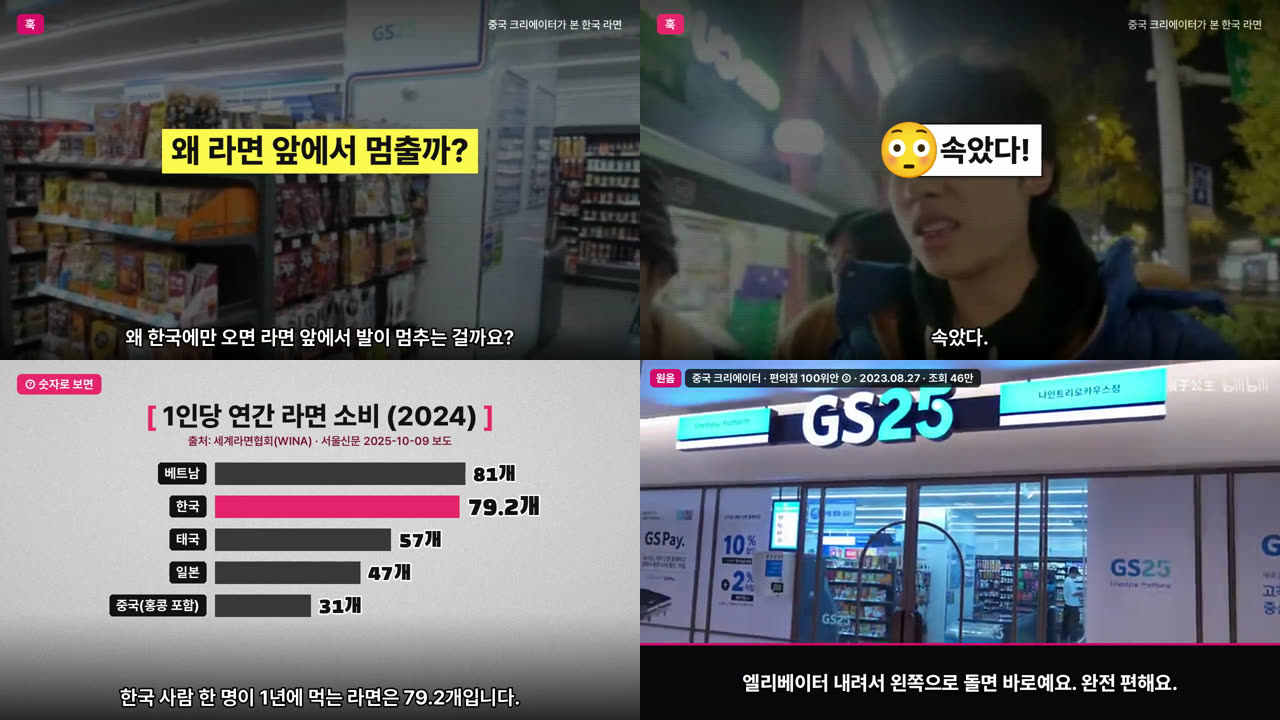 훅
중국 크리에이터가 본 한국 라면
GS25
왜 라면 앞에서 멈출까?
왜 한국에만 오면 라면 앞에서 발이 멈추는 걸까요?
훅
중국 크리에이터가 본 한국 라면
속았다!
속았다.
⑦ 숫자로 보면
[ 1인당 연간 라면 소비 (2024) ]
출처: 세계라면협회(WINA) · 서울신문 2025-10-09 보도
베트남 81개
한국 79.2개
태국 57개
일본 47개
중국(홍콩 포함) 31개
한국 사람 한 명이 1년에 먹는 라면은 79.2개입니다.
원음
중국 크리에이터 · 편의점 100위안 ② · 2023.08.27 · 조회 46만
bilibili
나인트리로카우스점
Lifestyle Platform
GS25
GS Pay.
10%
+2%
GS25
GS25
Lifestyle Platform
엘리베이터 내려서 왼쪽으로 돌면 바로예요. 완전 편해요.